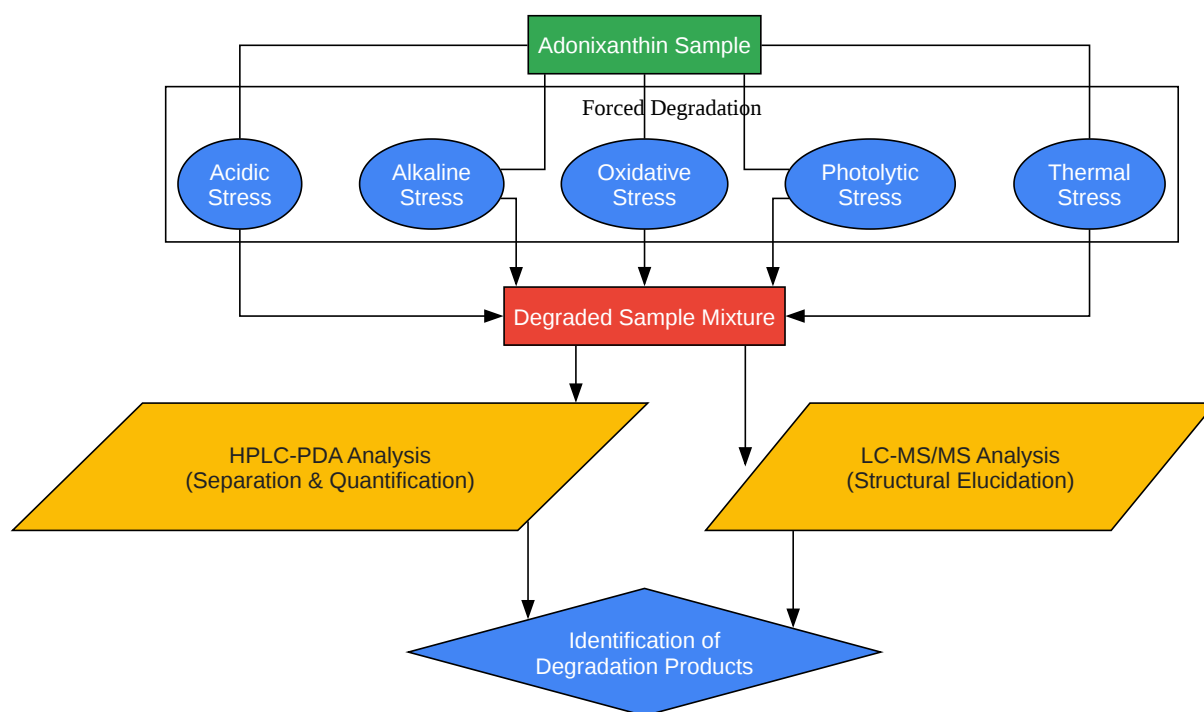 Adonixanthin Sample
Forced Degradation
Acidic
Stress
Alkaline
Stress
Oxidative
Stress
Photolytic
Stress
Thermal
Stress
Degraded Sample Mixture
HPLC-PDA Analysis
(Separation & Quantification)
LC-MS/MS Analysis
(Structural Elucidation)
Identification of
Degradation Products